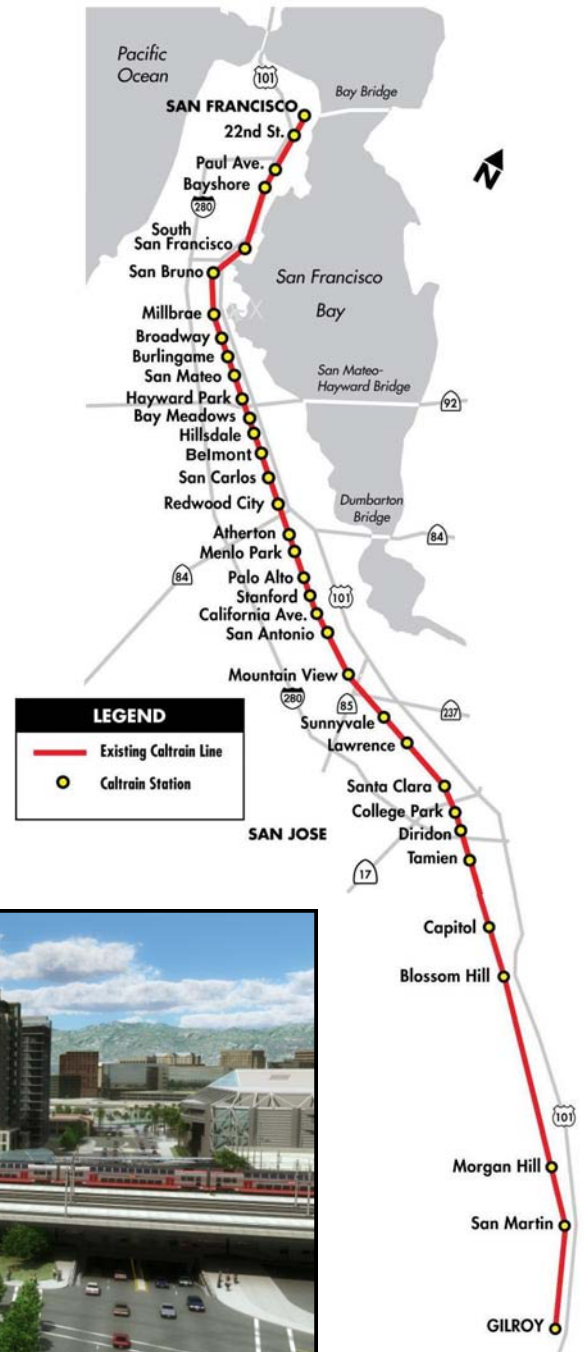 Pacific
Ocean
101
SAN FRANCISCO
Bay Bridge
22nd St.
N
Paul Ave.
Bayshore
280
South
San Francisco
San Bruno
San Francisco
Bay
Millbrae
Broadway
Burlingame
San Mateo
San Mateo-
Hayward Bridge
Hayward Park
92
Bay Meadows
Hillsdale
Belmont
San Carlos
Redwood City
Dumbarton
Bridge
Atherton
84
Menlo Park
84
Palo Alto
Stanford
101
California Ave.
San Antonio
Mountain View
280
85
237
LEGEND
Existing Caltrain Line
Caltrain Station
Sunnyvale
Lawrence
Santa Clara
College Park
SAN JOSE
Diridon
Tamien
17
Capitol
Blossom Hill
101
Morgan Hill
San Martin
GILROY